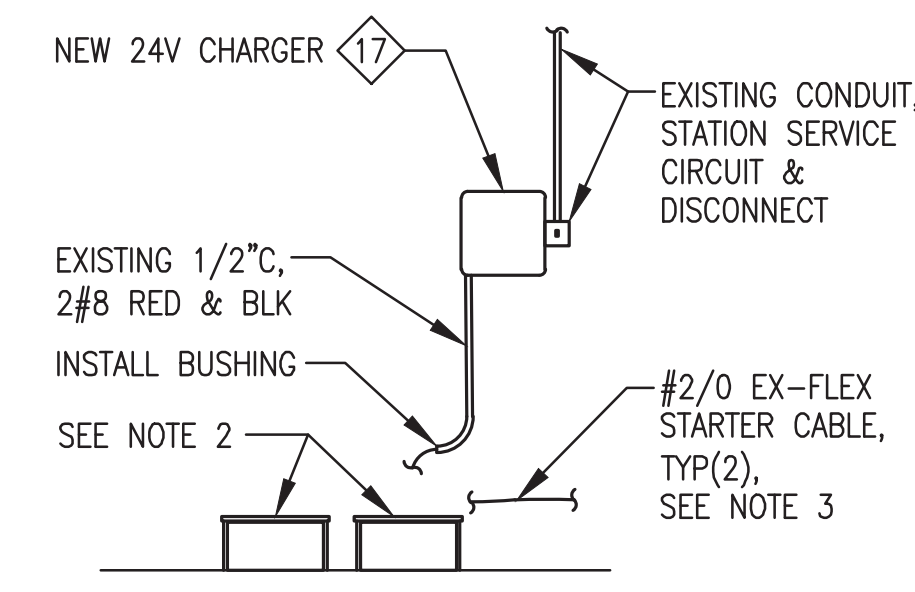 NEW 24V CHARGER 17
EXISTING CONDUIT,
STATION SERVICE
CIRCUIT &
DISCONNECT
EXISTING 1/2"C,
2#8 RED & BLK
INSTALL BUSHING
SEE NOTE 2
#2/0 EX-FLEX
STARTER CABLE,
TYP(2),
SEE NOTE 3